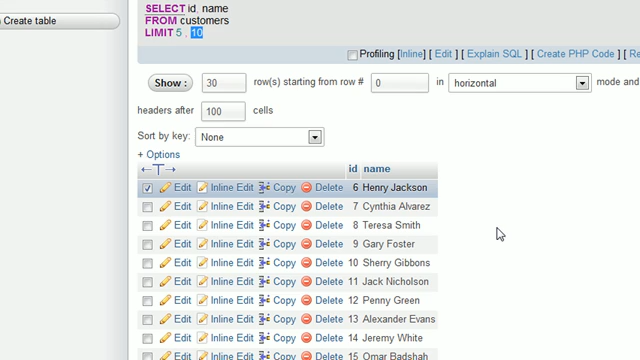 SELECT id, name
FROM customers
LIMIT 5 , 10
Create table
Profiling [Inline] [ Edit ] [ Explain SQL ] [ Create PHP Code ] [
Show : 30 row(s) starting from row # 0 in horizontal mode and
headers after 100 cells
Sort by key: None
+ Options
←T→ id name
Edit Inline Edit Copy Delete 6 Henry Jackson
Edit Inline Edit Copy Delete 7 Cynthia Alvarez
Edit Inline Edit Copy Delete 8 Teresa Smith
Edit Inline Edit Copy Delete 9 Gary Foster
Edit Inline Edit Copy Delete 10 Sherry Gibbons
Edit Inline Edit Copy Delete 11 Jack Nicholson
Edit Inline Edit Copy Delete 12 Penny Green
Edit Inline Edit Copy Delete 13 Alexander Evans
Edit Inline Edit Copy Delete 14 Jeremy White
Edit Inline Edit Copy Delete 15 Omar Badshah